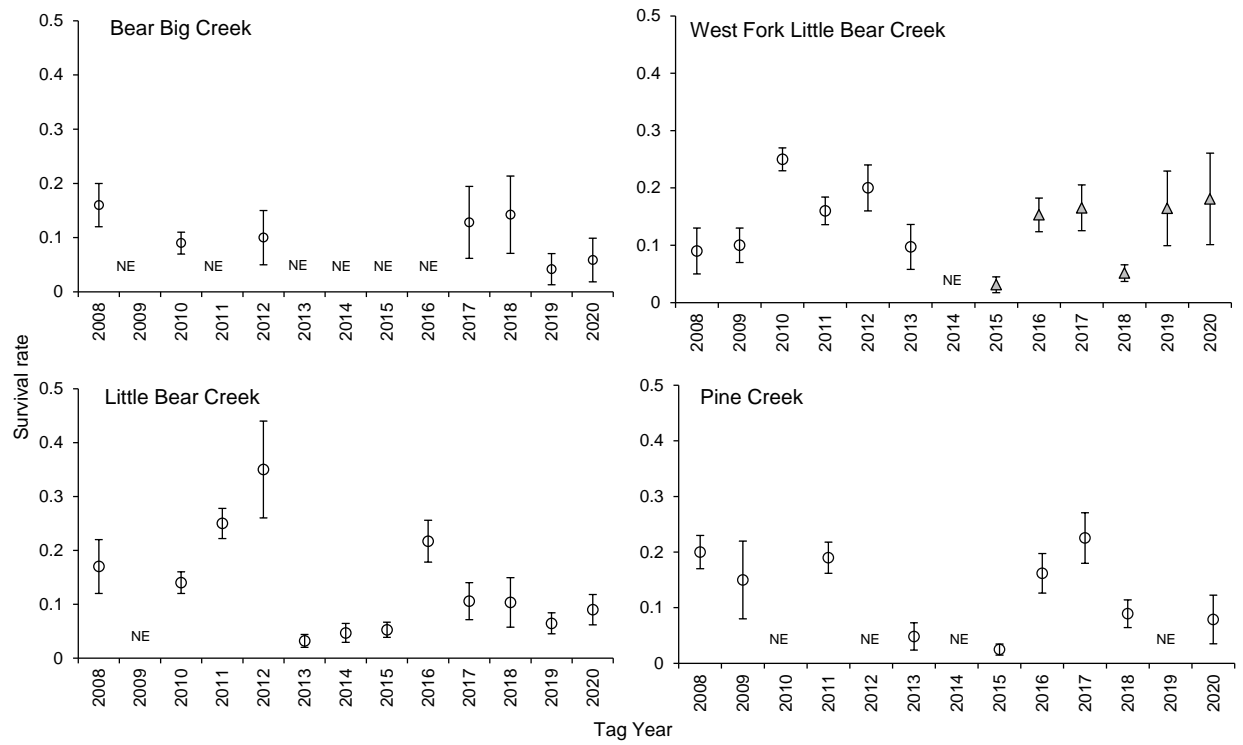 Survival rate
Bear Big Creek
0.5
0.4
0.3
0.2
0.1
0
NE NE NE NE NE NE
2008 2009 2010 2011 2012 2013 2014 2015 2016 2017 2018 2019 2020
West Fork Little Bear Creek
0.5
0.4
0.3
0.2
0.1
0
NE
2008 2009 2010 2011 2012 2013 2014 2015 2016 2017 2018 2019 2020
Little Bear Creek
0.5
0.4
0.3
0.2
0.1
0
NE
2008 2009 2010 2011 2012 2013 2014 2015 2016 2017 2018 2019 2020
Pine Creek
0.5
0.4
0.3
0.2
0.1
0
NE NE NE NE
2008 2009 2010 2011 2012 2013 2014 2015 2016 2017 2018 2019 2020
Tag Year